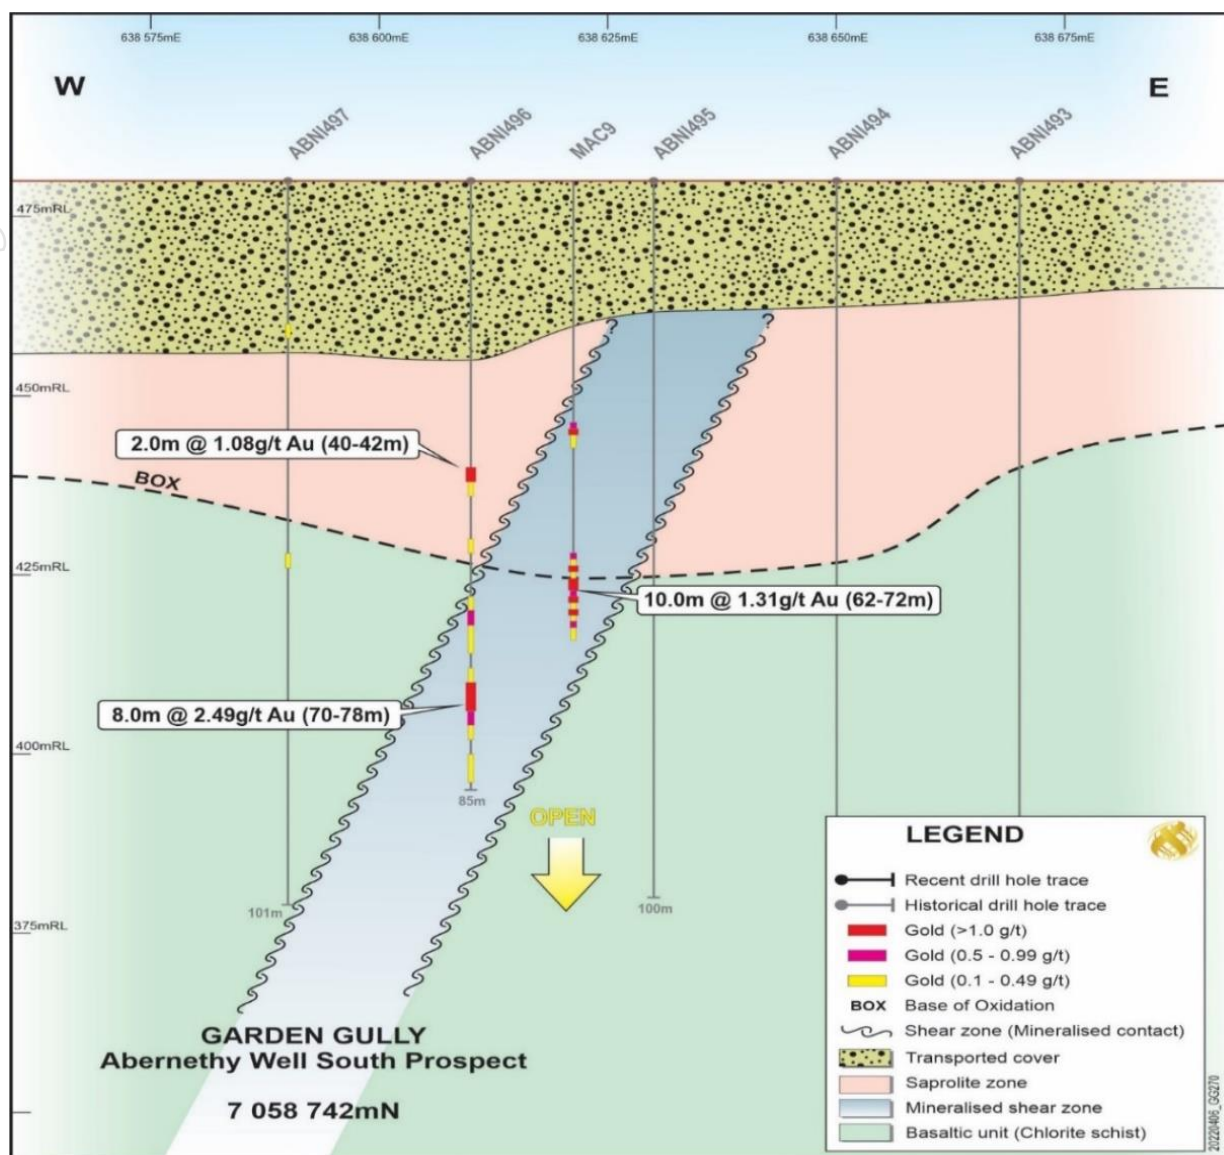 638 575mE
638 600mE
638 625mE
638 650mE
638 675mE
W
E
ABNI497
ABNI496
MAC9
ABNI495
ABNI494
ABNI493
475mRL
450mRL
2.0m @ 1.08g/t Au (40-42m)
BOX
?
?
425mRL
10.0m @ 1.31g/t Au (62-72m)
8.0m @ 2.49g/t Au (70-78m)
400mRL
85m
OPEN
101m
100m
375mRL
LEGEND
Recent drill hole trace
Historical drill hole trace
Gold (>1.0 g/t)
Gold (0.5 - 0.99 g/t)
Gold (0.1 - 0.49 g/t)
BOX Base of Oxidation
Shear zone (Mineralised contact)
Transported cover
Saprolite zone
Mineralised shear zone
Basaltic unit (Chlorite schist)
GARDEN GULLY
Abernethy Well South Prospect
7 058 742mN
20220406_GG270